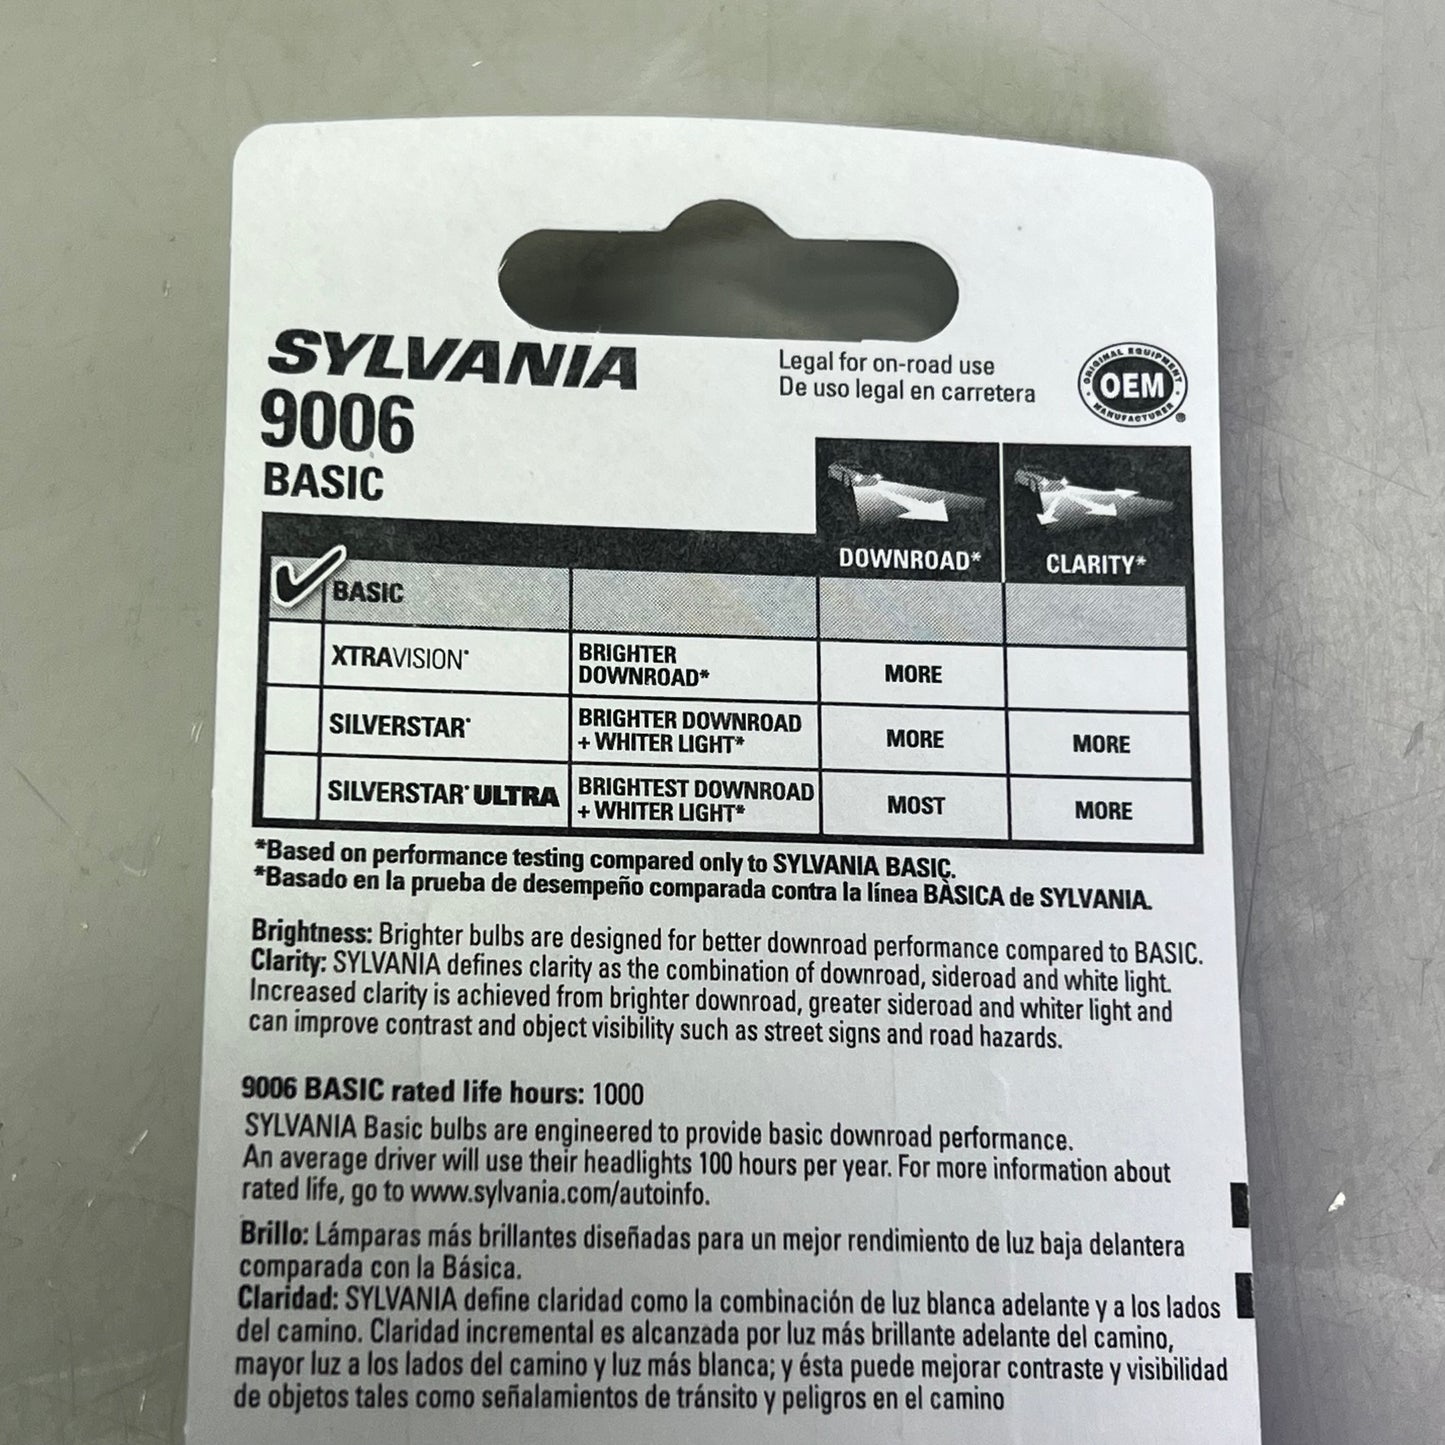 SYLVANIA
9006
BASIC
Legal for on-road use
De uso legal en carretera
ORIGINAL EQUIPMENT
OEM
MANUFACTURER
®
DOWNROAD*
CLARITY*
BASIC
XTRAVISION®
BRIGHTER
DOWNROAD*
MORE
SILVERSTAR®
BRIGHTER DOWNROAD
+ WHITER LIGHT*
MORE
MORE
SILVERSTAR® ULTRA
BRIGHTEST DOWNROAD
+ WHITER LIGHT*
MOST
MORE
*Based on performance testing compared only to SYLVANIA BASIC.
*Basado en la prueba de desempeño comparada contra la línea BÀSICA de SYLVANIA.
Brightness: Brighter bulbs are designed for better downroad performance compared to BASIC.
Clarity: SYLVANIA defines clarity as the combination of downroad, sideroad and white light.
Increased clarity is achieved from brighter downroad, greater sideroad and whiter light and
can improve contrast and object visibility such as street signs and road hazards.
9006 BASIC rated life hours: 1000
SYLVANIA Basic bulbs are engineered to provide basic downroad performance.
An average driver will use their headlights 100 hours per year. For more information about
rated life, go to www.sylvania.com/autoinfo.
Brillo: Lámparas más brillantes diseñadas para un mejor rendimiento de luz baja delantera
comparada con la Básica.
Claridad: SYLVANIA define claridad como la combinación de luz blanca adelante y a los lados
del camino. Claridad incremental es alcanzada por luz más brillante adelante del camino,
mayor luz a los lados del camino y luz más blanca; y ésta puede mejorar contraste y visibilidad
de objetos tales como señalamientos de tránsito y peligros en el camino